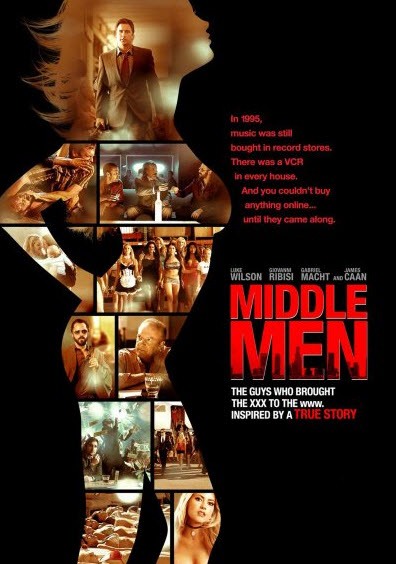 In 1995,
music was still
bought in record stores.
There was a VCR
in every house.
And you couldn't buy
anything online...
until they came along.
LUKE WILSON GIOVANNI RIBISI GABRIEL MACHT AND JAMES CAAN
MIDDLE
MEN
THE GUYS WHO BROUGHT
THE XXX TO THE www.
INSPIRED BY A TRUE STORY